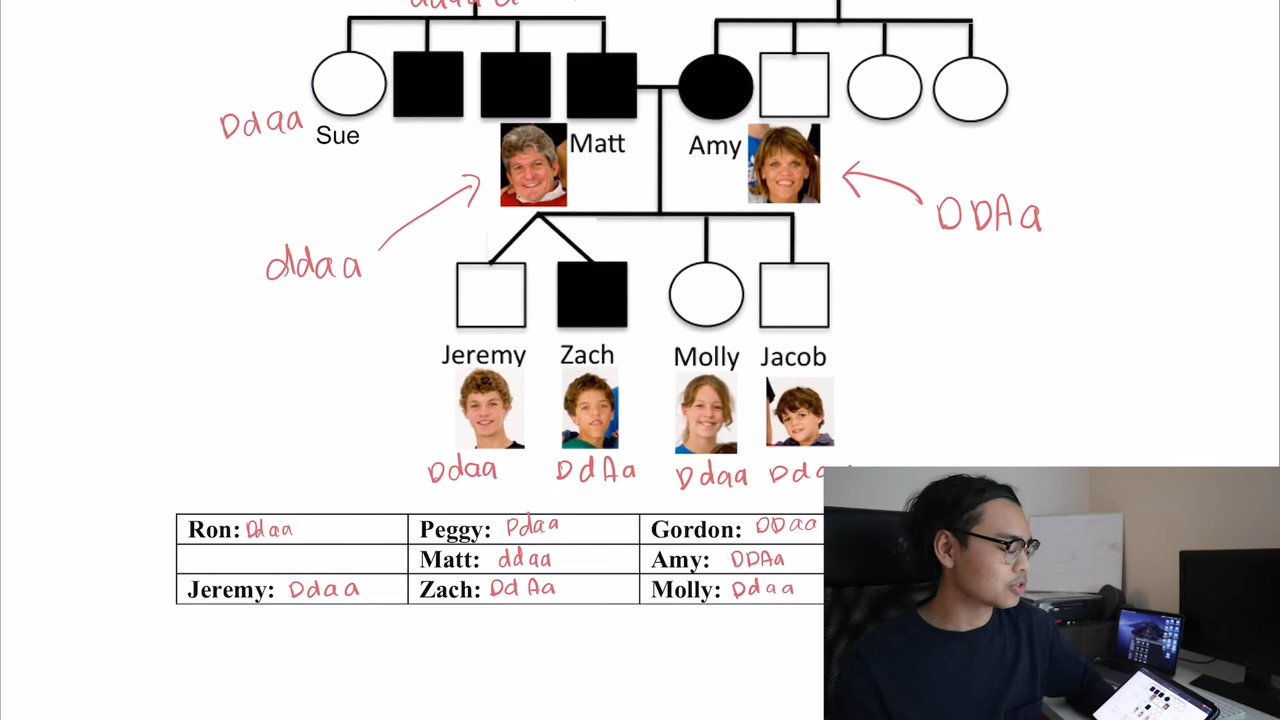 Ddaa
Sue
Matt
Amy
ddaa
DDAa
Jeremy
Zach
Molly
Jacob
Ddaa
DdAa
Ddaa
Ron: Ddaa
Peggy: Ddaa
Gordon: DDaa
Matt: ddaa
Amy: DDAa
Jeremy: Ddaa
Zach: DdAa
Molly: Ddaa